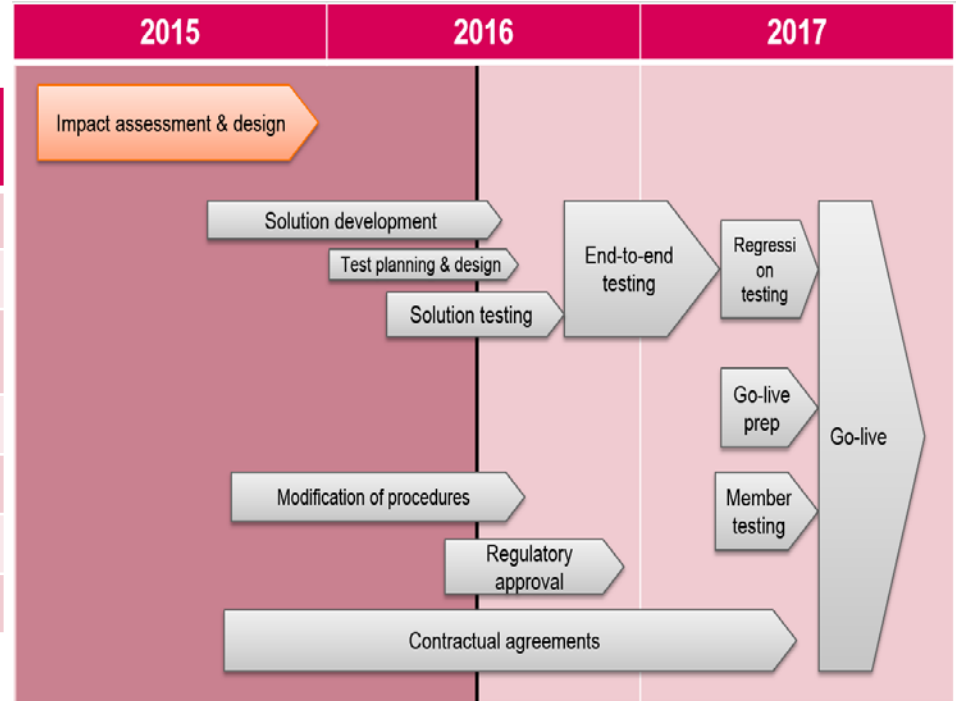 2015
2016
2017
Impact assessment & design
Solution development
Test planning & design
Solution testing
End-to-end
testing
Regressi
on
testing
Go-live
prep
Go-live
Modification of procedures
Member
testing
Regulatory
approval
Contractual agreements